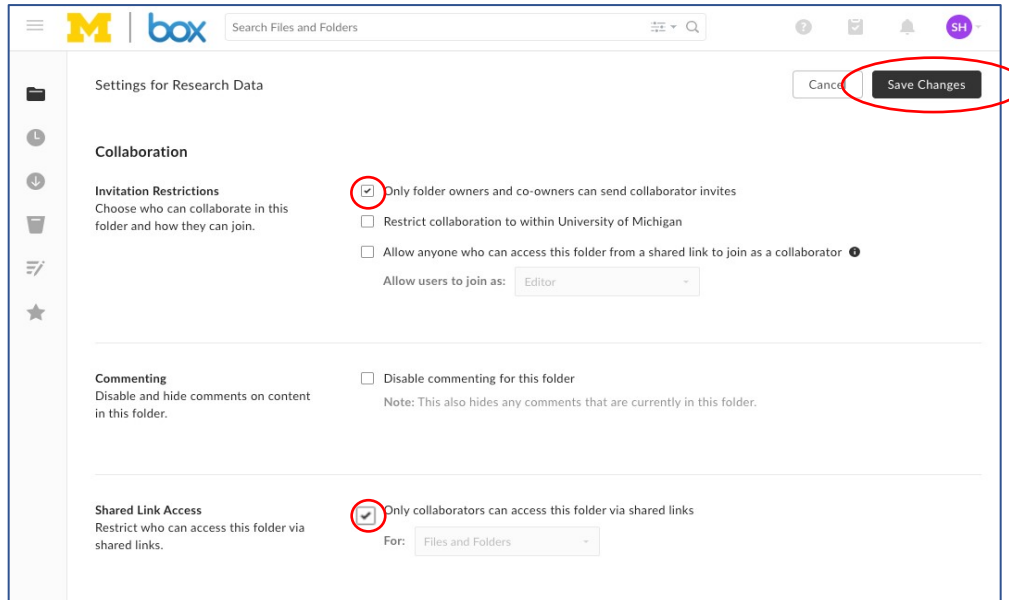 M | box
Search Files and Folders
SH
Settings for Research Data
Cancel
Save Changes
Collaboration
Invitation Restrictions
Choose who can collaborate in this
folder and how they can join.
Only folder owners and co-owners can send collaborator invites
Restrict collaboration to within University of Michigan
Allow anyone who can access this folder from a shared link to join as a collaborator
Allow users to join as: Editor
Commenting
Disable and hide comments on content
in this folder.
Disable commenting for this folder
Note: This also hides any comments that are currently in this folder.
Shared Link Access
Restrict who can access this folder via
shared links.
Only collaborators can access this folder via shared links
For: Files and Folders